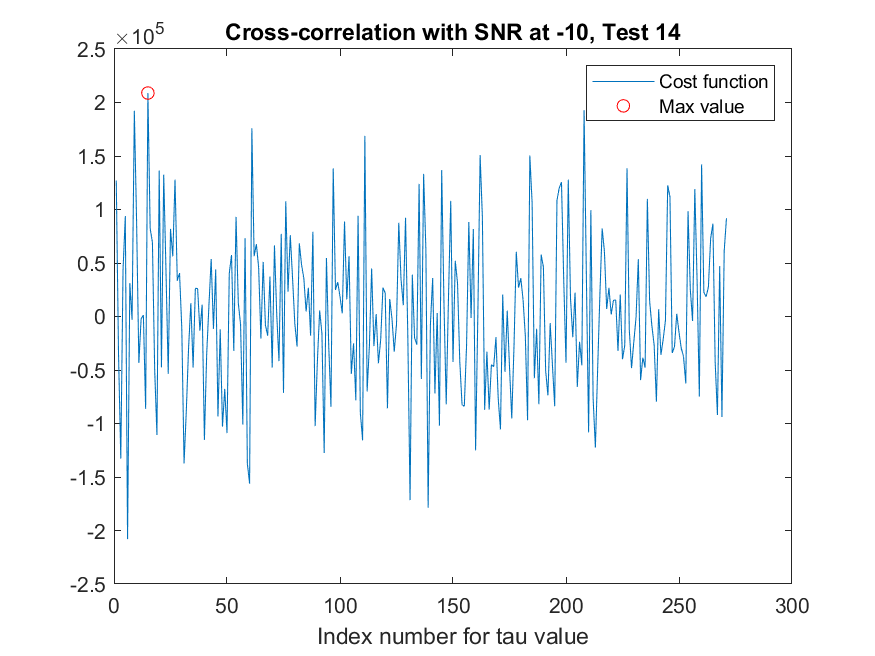 Cross-correlation with SNR at -10, Test 14
×10^5
2.5
2
1.5
1
0.5
0
-0.5
-1
-1.5
-2
-2.5
Cost function
Max value
0 50 100 150 200 250 300
Index number for tau value